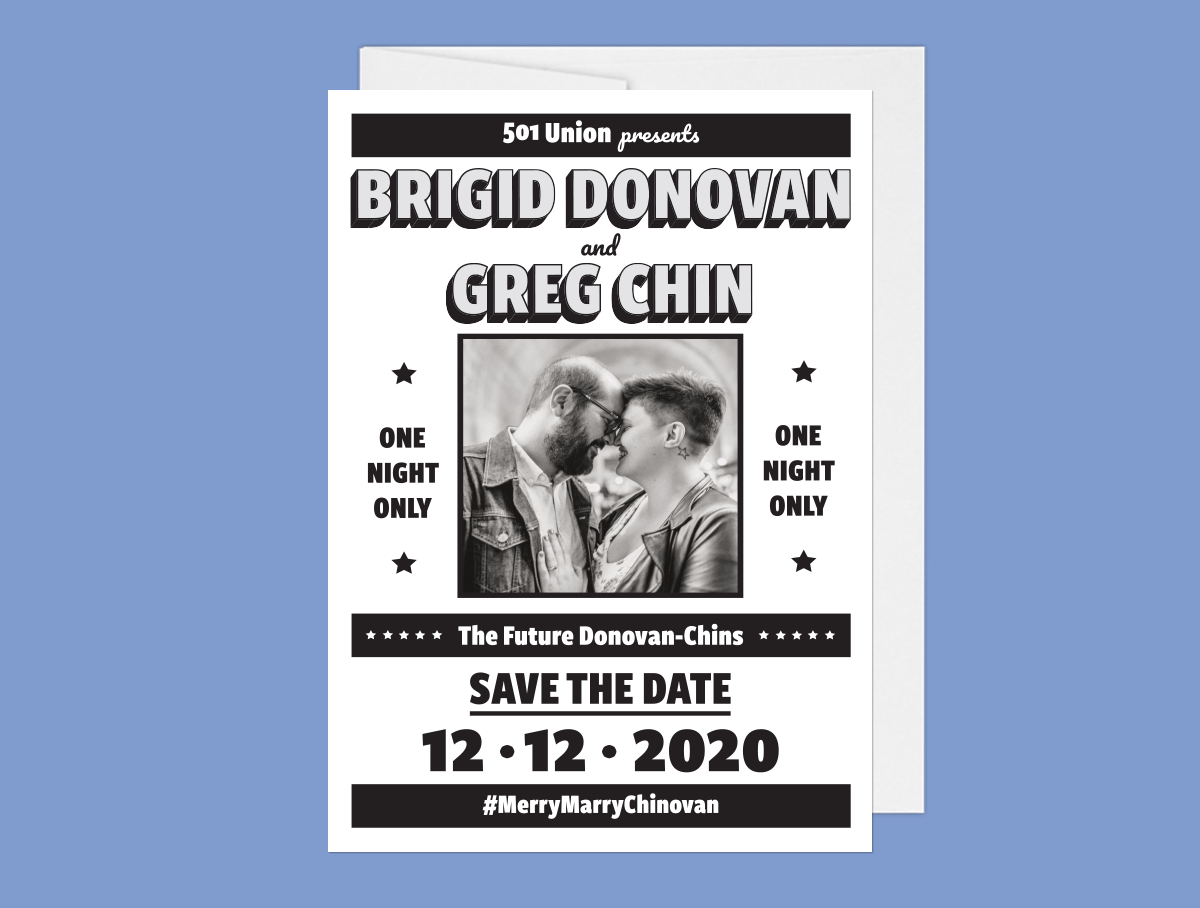 501 Union presents
BRIGID DONOVAN
and
GREG CHIN
ONE
NIGHT
ONLY
ONE
NIGHT
ONLY
The Future Donovan-Chins
SAVE THE DATE
12 • 12 • 2020
#MerryMarryChinovan